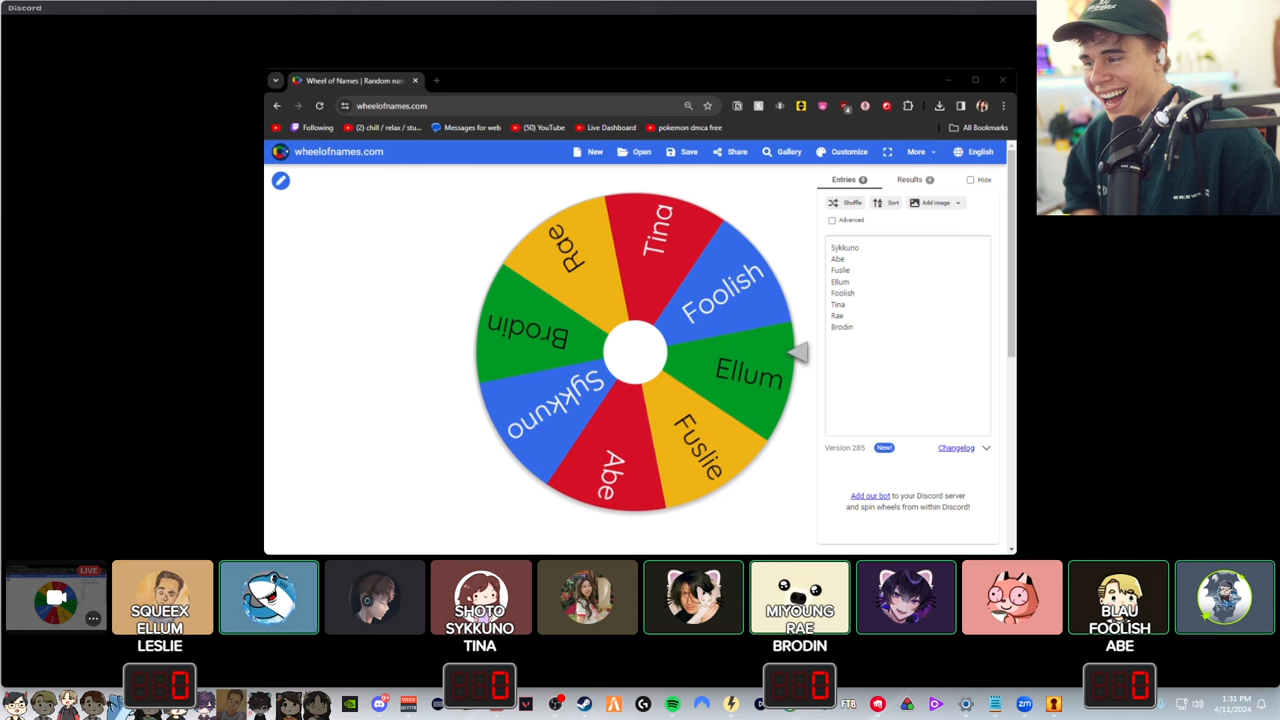 Discord
Wheel of Names | Random na
wheelofnames.com
Following
(2) chill / relax / stu...
Messages for web
(50) YouTube
Live Dashboard
pokemon dmca free
All Bookmarks
wheelofnames.com
New
Open
Save
Share
Gallery
Customize
More
English
Entries 8
Results 4
Hide
Shuffle
Sort
Add image
Advanced
Sykkuno
Abe
Fuslie
Ellum
Foolish
Tina
Rae
Brodin
Tina
Foolish
Ellum
Fuslie
Abe
Sykkuno
Brodin
Rae
Version 285
New!
Changelog
Add our bot to your Discord server
and spin wheels from within Discord!
LIVE
SQUEEX
ELLUM
LESLIE
SHOTO
SYKKUNO
TINA
MIYOUNG
RAE
BRODIN
BLAU
FOOLISH
ABE
0
0
0
0
FTB
zm
1:31 PM
4/11/2024